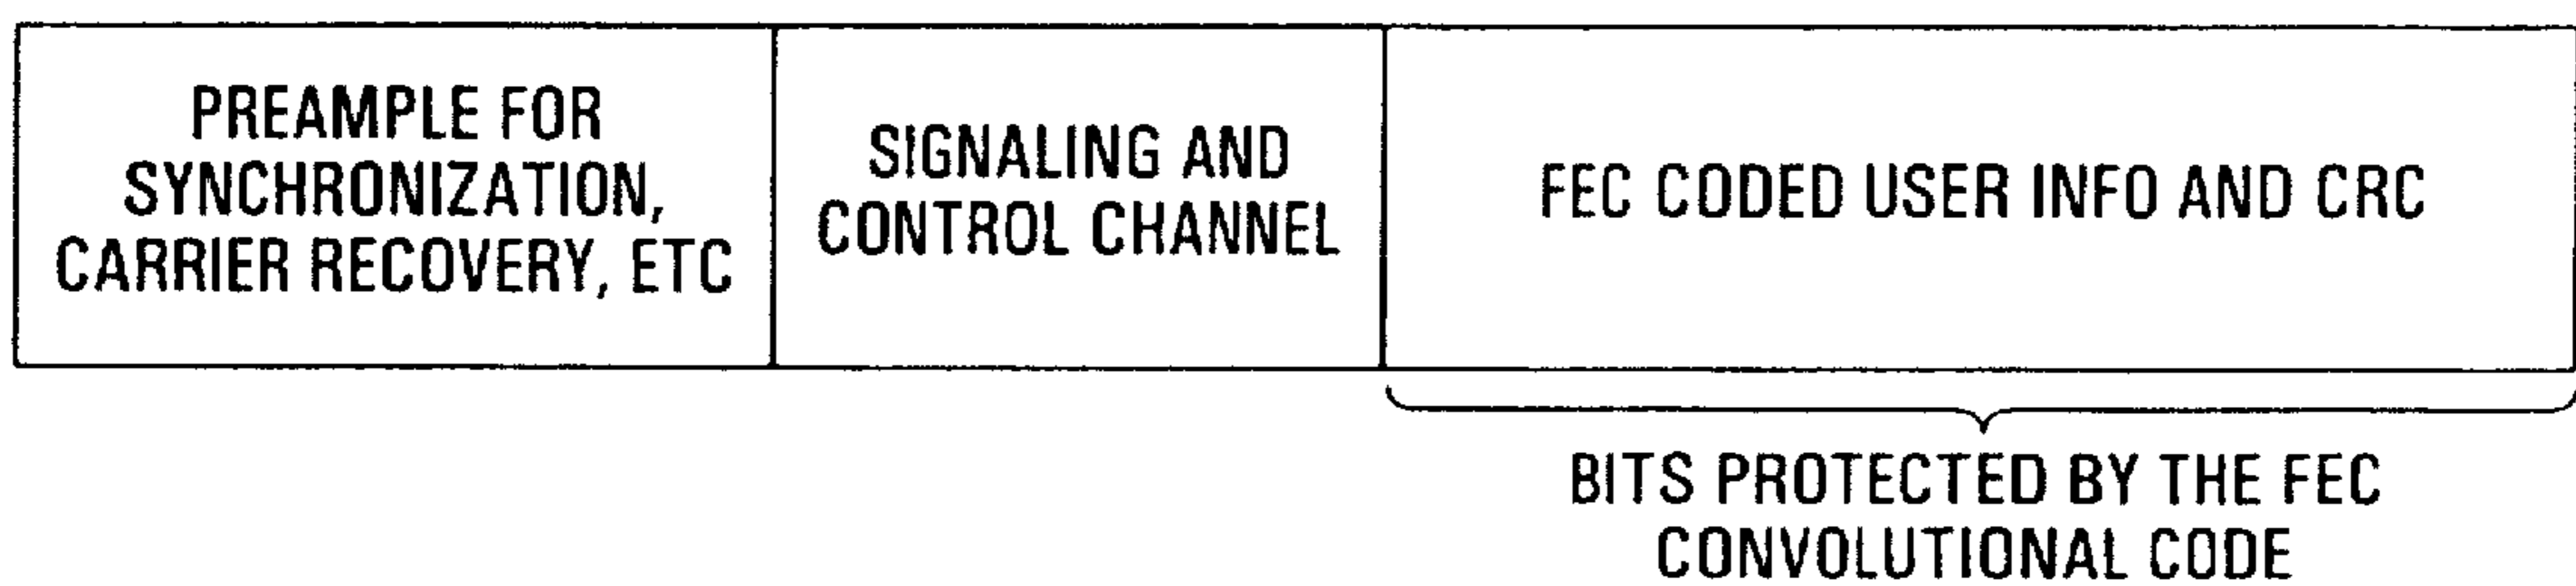 PREAMPLE FOR
SYNCHRONIZATION,
CARRIER RECOVERY, ETC
SIGNALING AND
CONTROL CHANNEL
FEC CODED USER INFO AND CRC
BITS PROTECTED BY THE FEC
CONVOLUTIONAL CODE